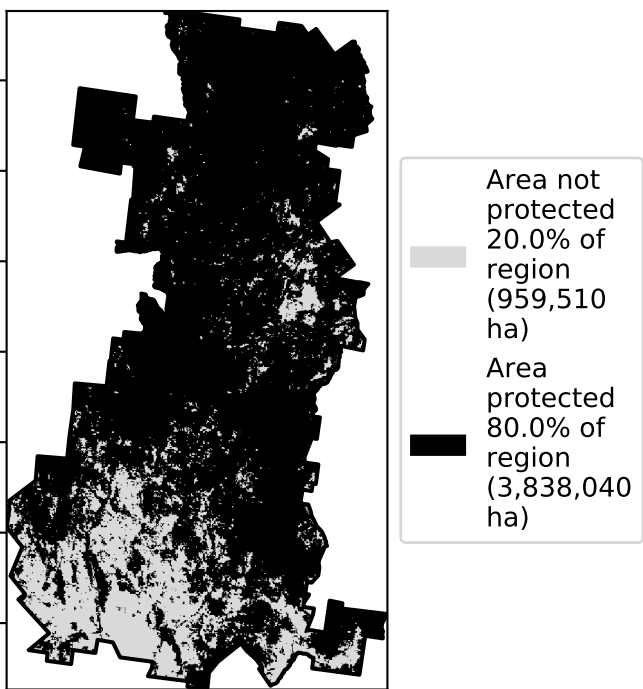 Area not
protected
20.0% of
region
(959,510
ha)
Area
protected
80.0% of
region
(3,838,040
ha)